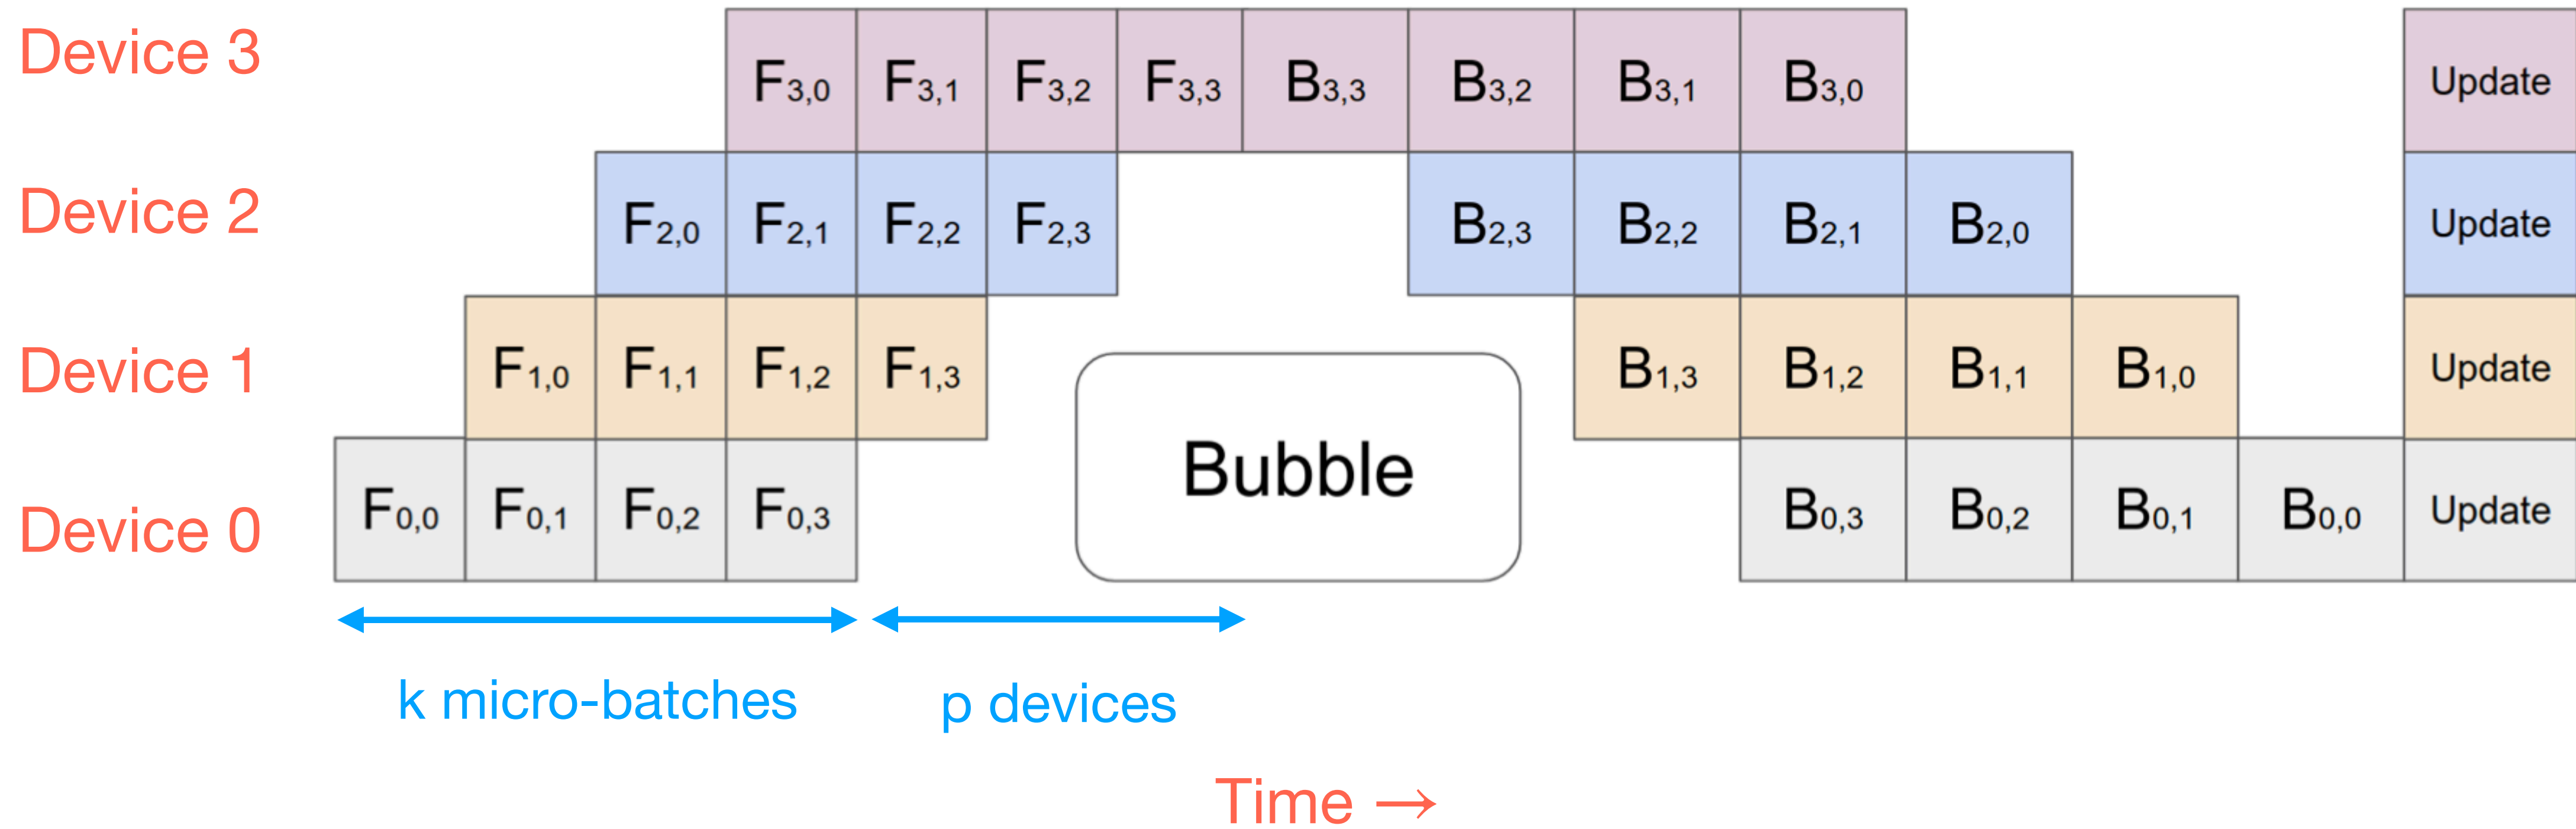 Device 3 F3,0 F3,1 F3,2 F3,3 B3,3 B3,2 B3,1 B3,0 Update
Device 2 F2,0 F2,1 F2,2 F2,3 B2,3 B2,2 B2,1 B2,0 Update
Device 1 F1,0 F1,1 F1,2 F1,3 B1,3 B1,2 B1,1 B1,0 Update
Bubble
Device 0 F0,0 F0,1 F0,2 F0,3 B0,3 B0,2 B0,1 B0,0 Update
k micro-batches p devices
Time →